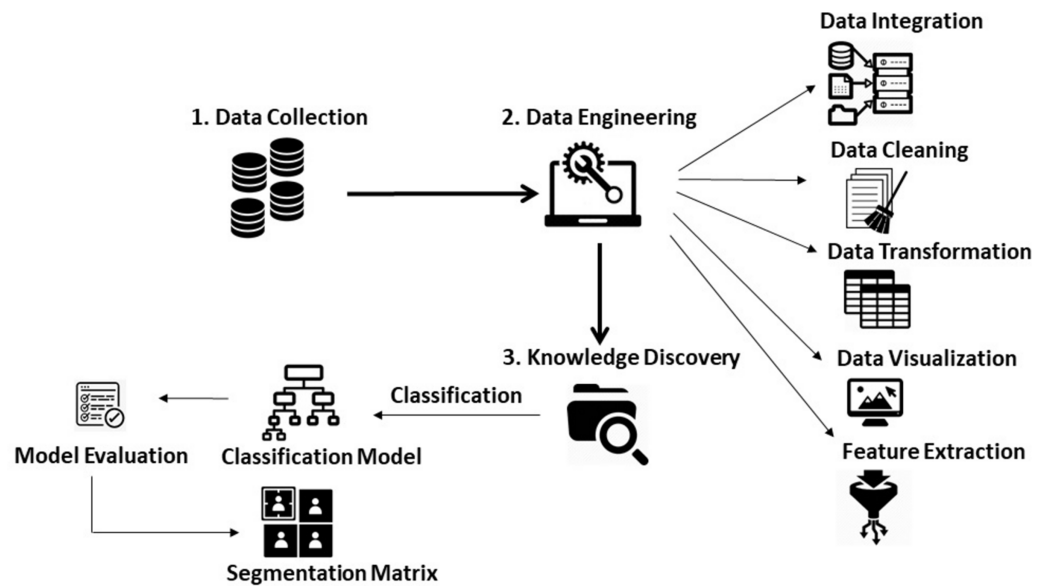 Data Integration
1. Data Collection
2. Data Engineering
Data Cleaning
Data Transformation
3. Knowledge Discovery
Data Visualization
Classification
Model Evaluation
Classification Model
Feature Extraction
Segmentation Matrix